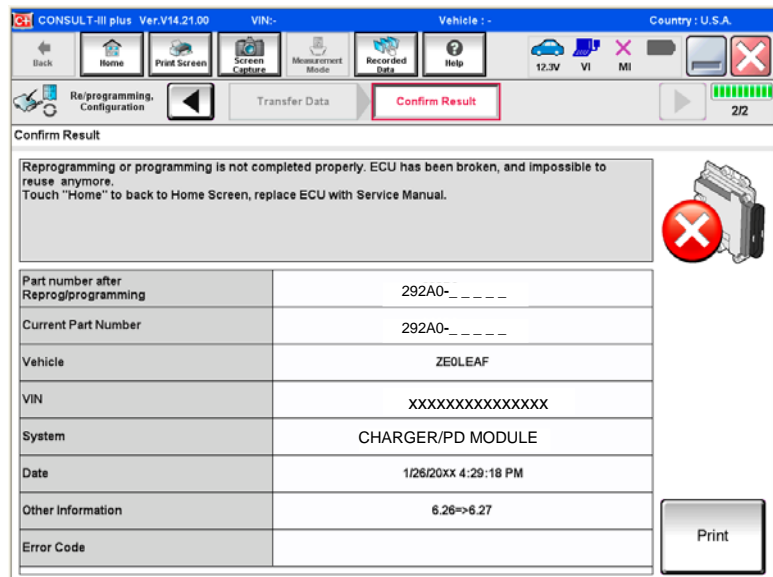 CONSULT-III plus Ver.V14.21.00 VIN:- Vehicle : - Country : U.S.A.
Back Home Print Screen Screen Capture Measurement Mode Recorded Data Help 12.3V VI MI
Re/programming, Configuration Transfer Data Confirm Result 2/2
Confirm Result
Reprogramming or programming is not completed properly. ECU has been broken, and impossible to
reuse anymore.
Touch "Home" to back to Home Screen, replace ECU with Service Manual.
Part number after
Reprog/programming 292A0-_ _ _ _ _
Current Part Number 292A0-_ _ _ _ _
Vehicle ZE0LEAF
VIN XXXXXXXXXXXXXXX
System CHARGER/PD MODULE
Date 1/26/20XX 4:29:18 PM
Other Information 6.26=>6.27
Error Code
Print